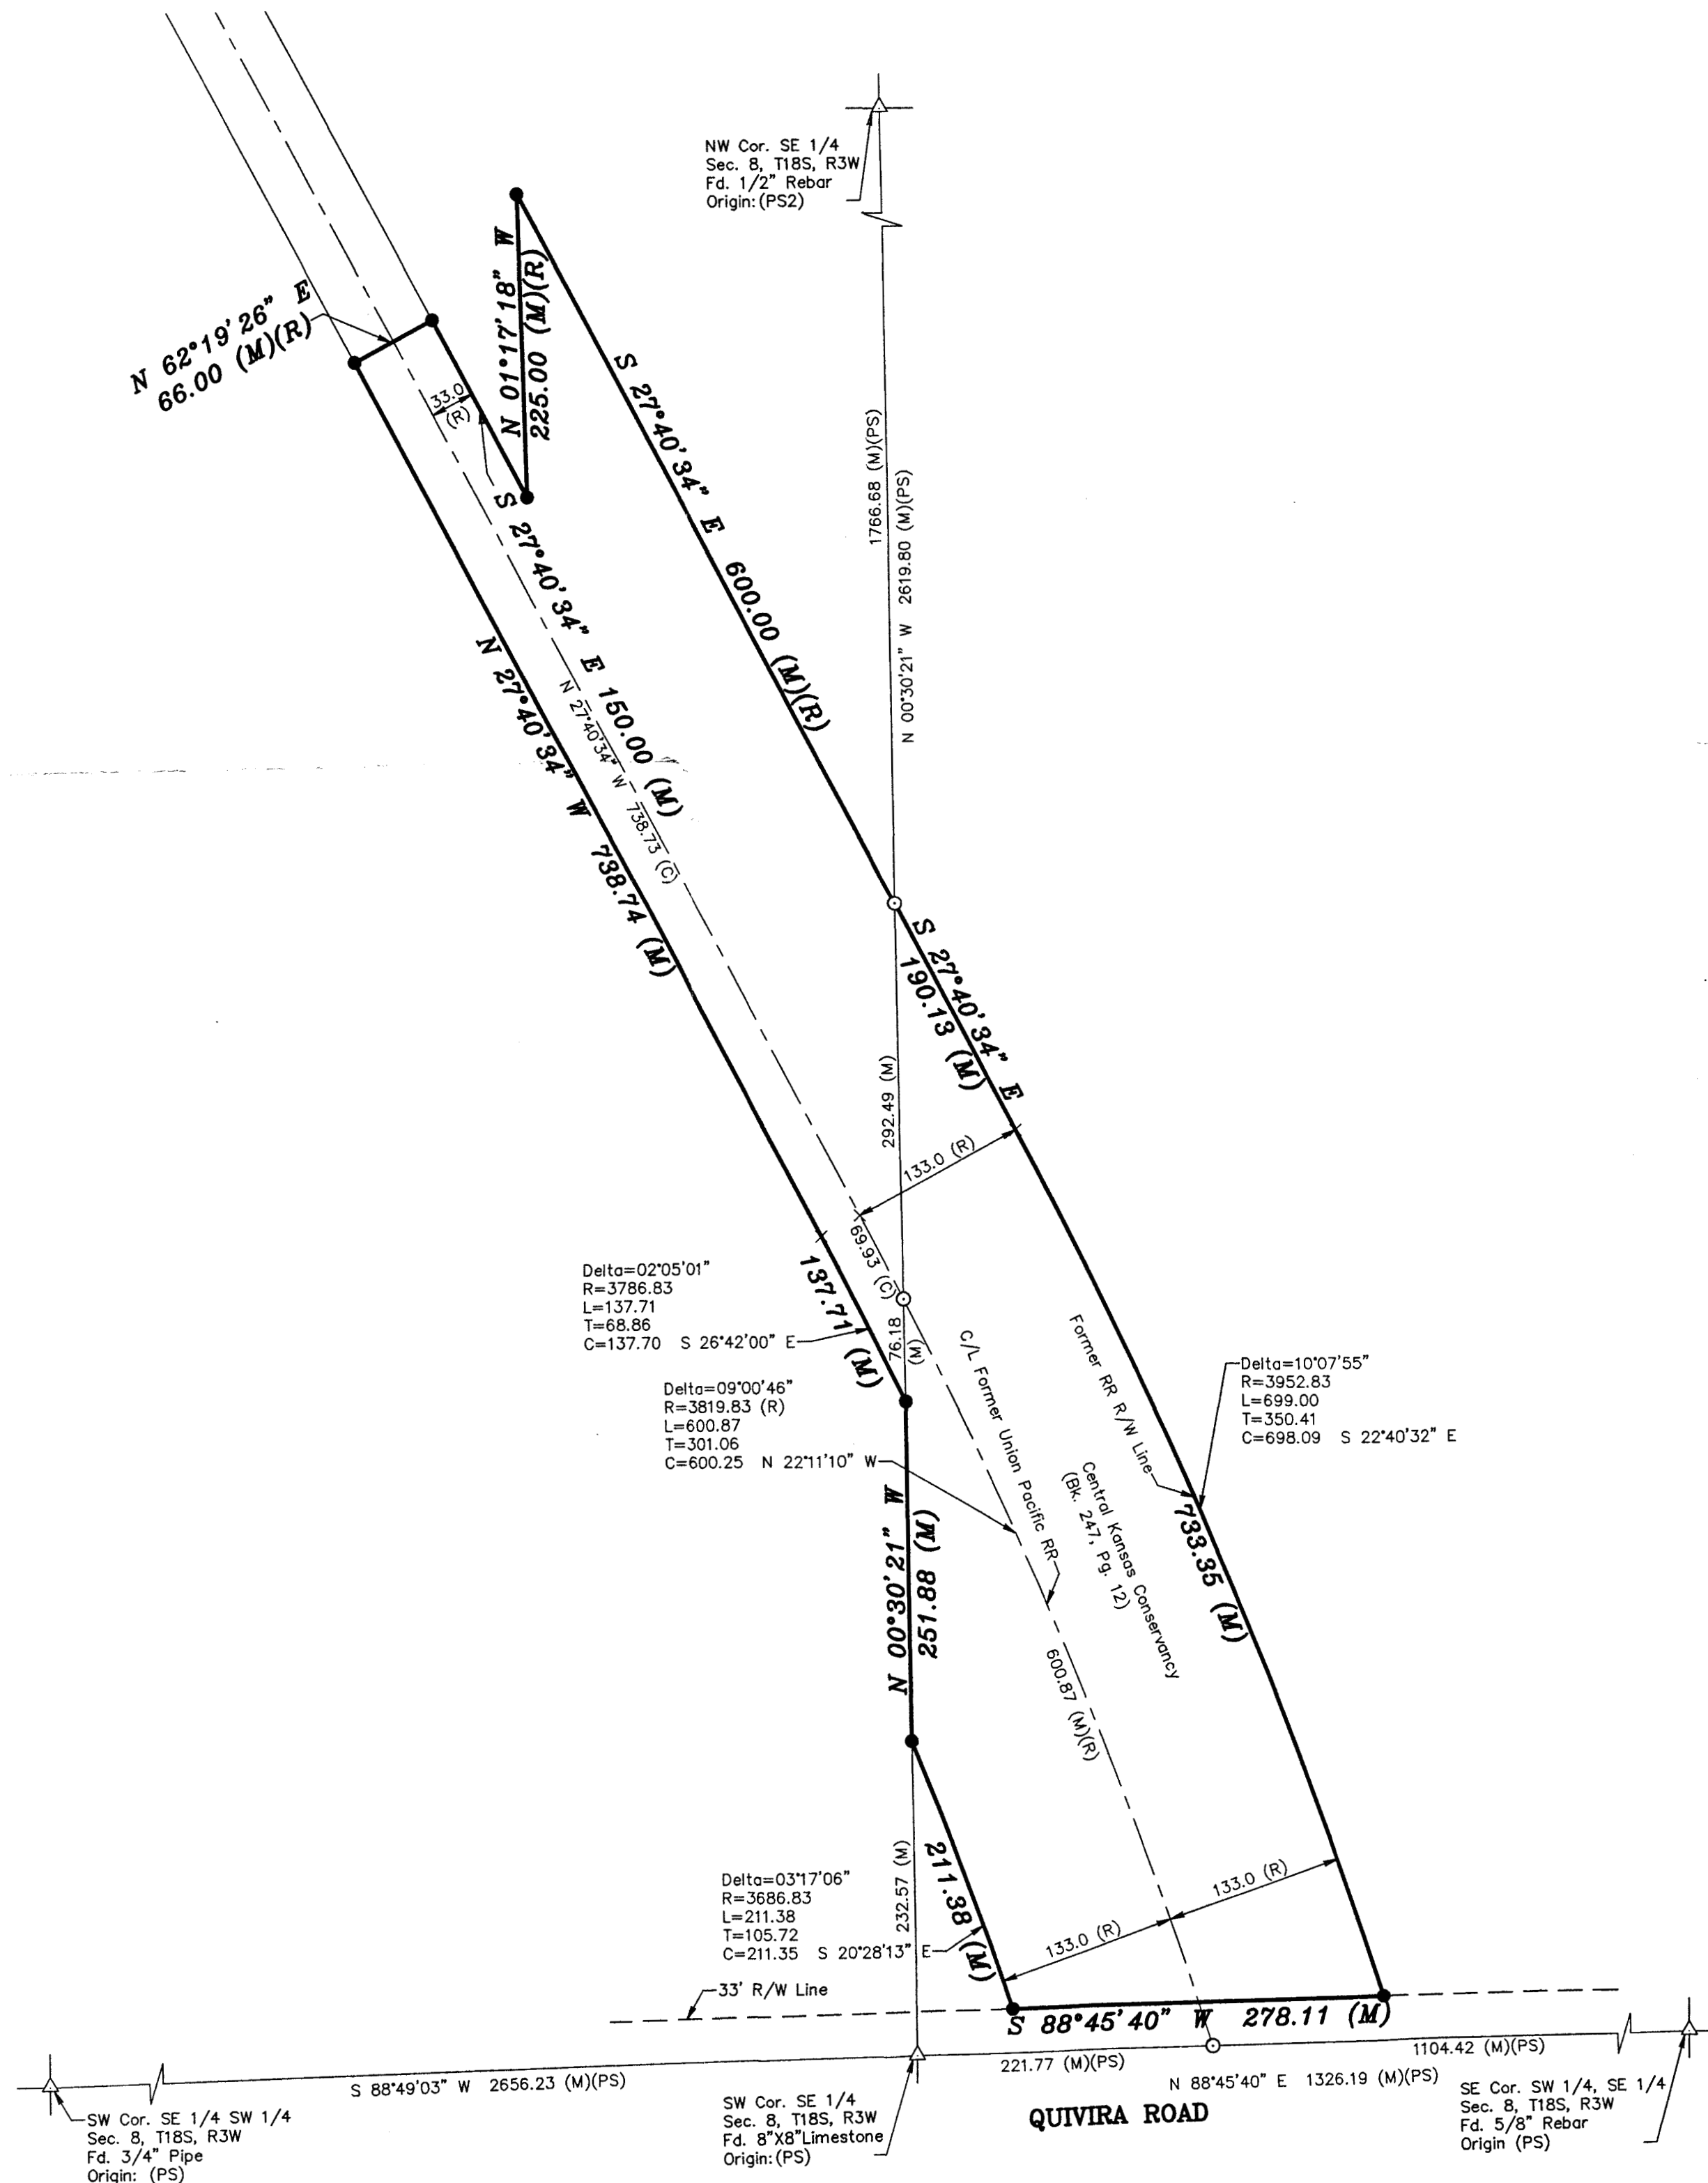 NW Cor. SE 1/4
Sec. 8, T18S, R3W
Fd. 1/2" Rebar
Origin: (PS2)
N 62°19'26" E
66.00 (M)(R)
33.0
(R)
N 01°17'18" W
225.00 (M)(R)
S 27°40'34" E 600.00 (M)(R)
1766.68 (M)(PS)
N 00°30'21" W 2619.80 (M)(PS)
S 27°40'34" E 150.00 (M)
N 27°40'34" W 738.73 (C)
N 27°40'34" W 738.74 (M)
S 27°40'34" E
190.13 (M)
292.49 (M)
133.0 (R)
69.93 (C)
137.71 (M)
76.18
(M)
Delta=02°05'01"
R=3786.83
L=137.71
T=68.86
C=137.70 S 26°42'00" E
Delta=09°00'46"
R=3819.83 (R)
L=600.87
T=301.06
C=600.25 N 22°11'10" W
C/L Former Union Pacific RR
Former RR R/W Line
Delta=10°07'55"
R=3952.83
L=699.00
T=350.41
C=698.09 S 22°40'32" E
Central Kansas Conservancy
(Bk. 247, Pg. 12)
733.35 (M)
N 00°30'21" W
251.88 (M)
600.87 (M)(R)
Delta=03°17'06"
R=3686.83
L=211.38
T=105.72
C=211.35 S 20°28'13" E
232.57 (M)
211.38 (M)
133.0 (R)
133.0 (R)
33' R/W Line
S 88°45'40" W 278.11 (M)
221.77 (M)(PS)
1104.42 (M)(PS)
S 88°49'03" W 2656.23 (M)(PS)
N 88°45'40" E 1326.19 (M)(PS)
SW Cor. SE 1/4 SW 1/4
Sec. 8, T18S, R3W
Fd. 3/4" Pipe
Origin: (PS)
SW Cor. SE 1/4
Sec. 8, T18S, R3W
Fd. 8"X8"Limestone
Origin: (PS)
QUIVIRA ROAD
SE Cor. SW 1/4, SE 1/4
Sec. 8, T18S, R3W
Fd. 5/8" Rebar
Origin (PS)